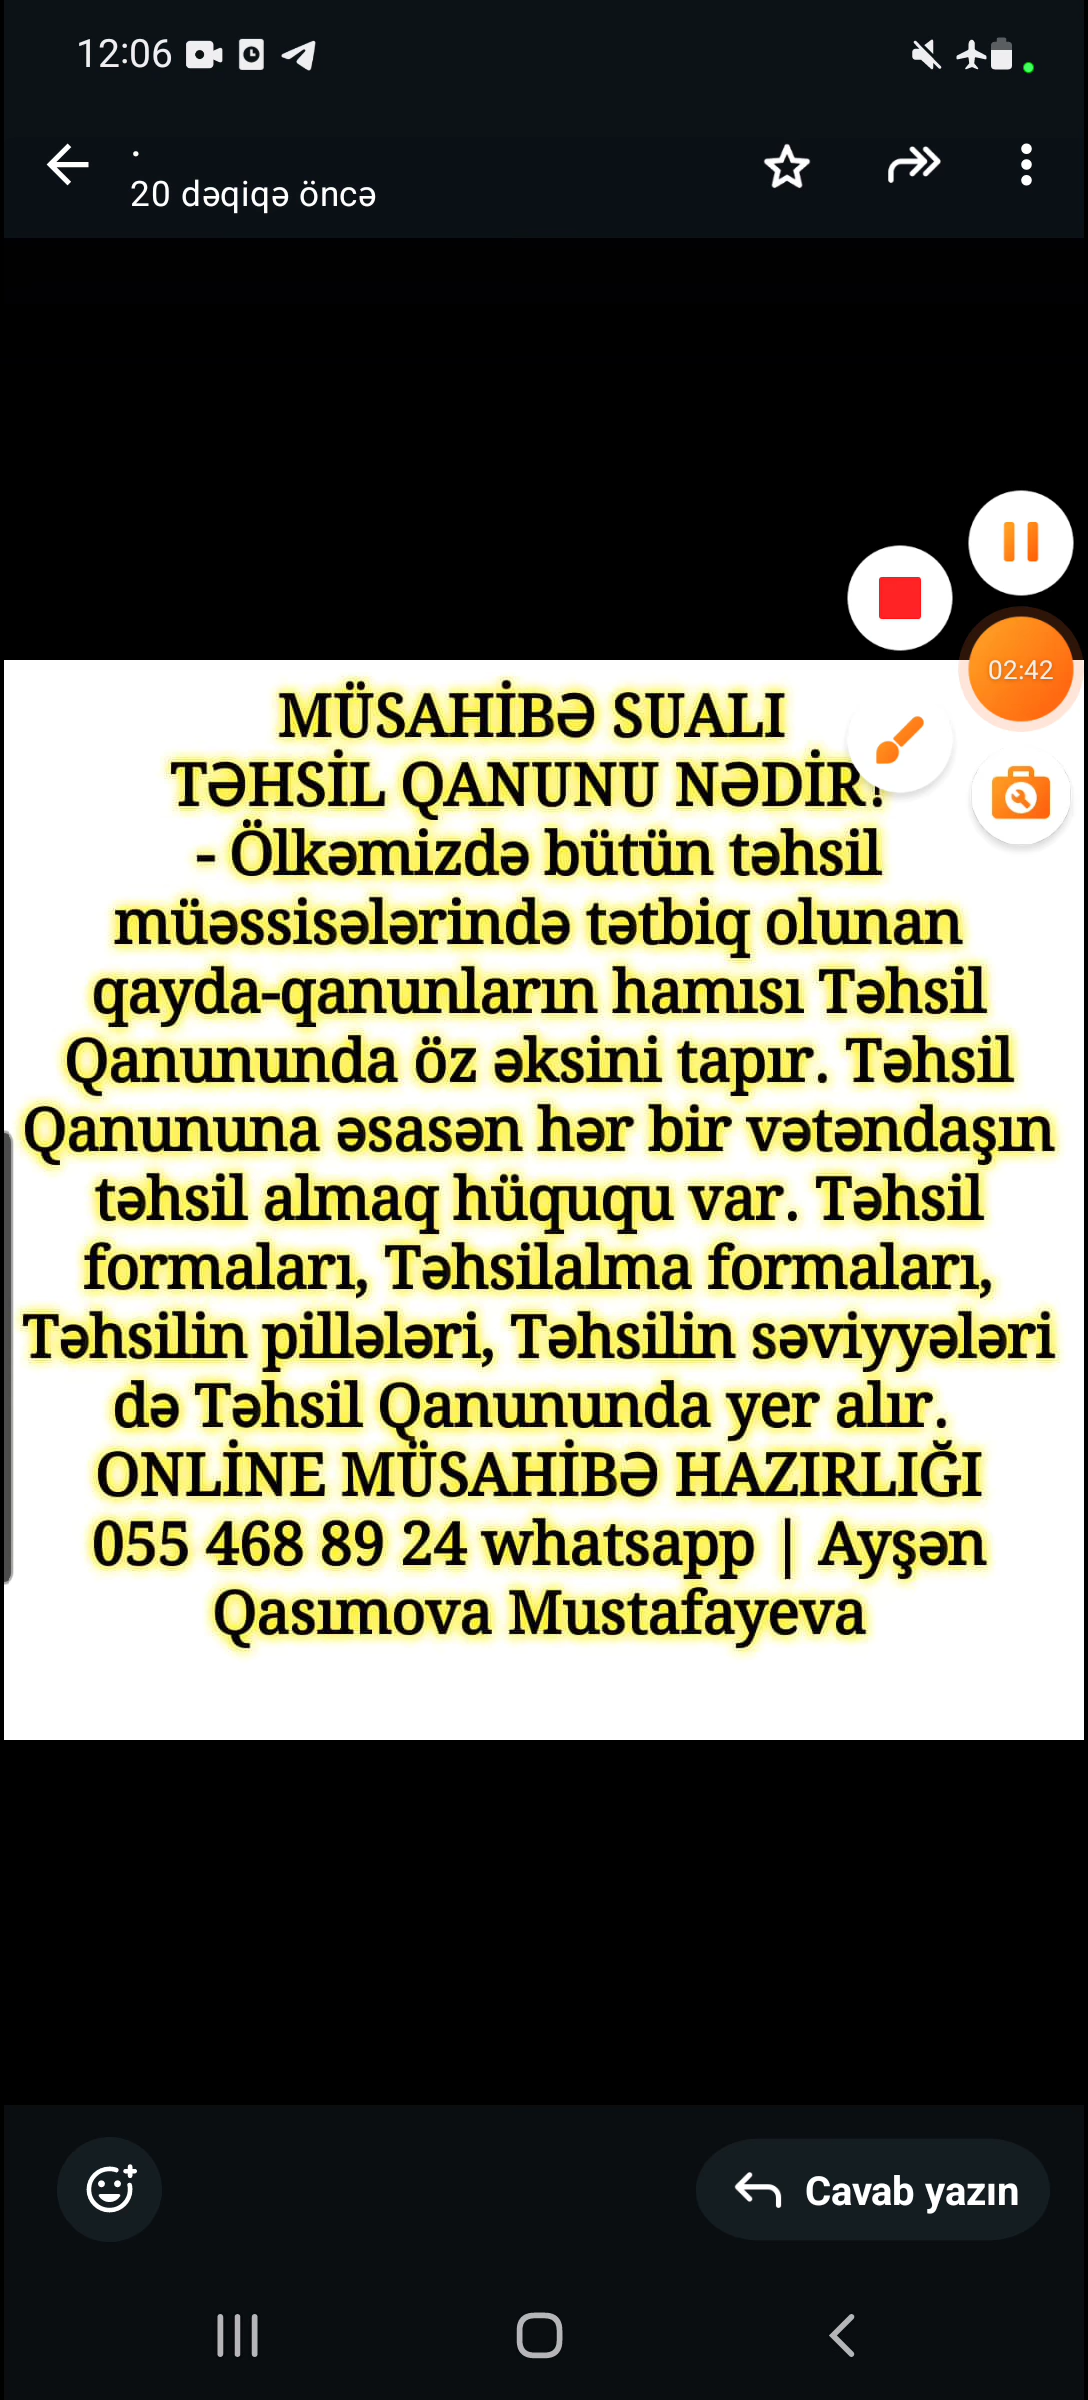 12:06
.
20 dəqiqə öncə
02:42
MÜSAHİBƏ SUALI
TƏHSİL QANUNU NƏDİR?
- Ölkəmizdə bütün təhsil
müəssisələrində tətbiq olunan
qayda-qanunların hamısı Təhsil
Qanununda öz əksini tapır. Təhsil
Qanununa əsasən hər bir vətəndaşın
təhsil almaq hüququ var. Təhsil
formaları, Təhsilalma formaları,
Təhsilin pillələri, Təhsilin səviyyələri
də Təhsil Qanununda yer alır.
ONLİNE MÜSAHİBƏ HAZIRLIĞI
055 468 89 24 whatsapp | Ayşən
Qasımova Mustafayeva
Cavab yazın